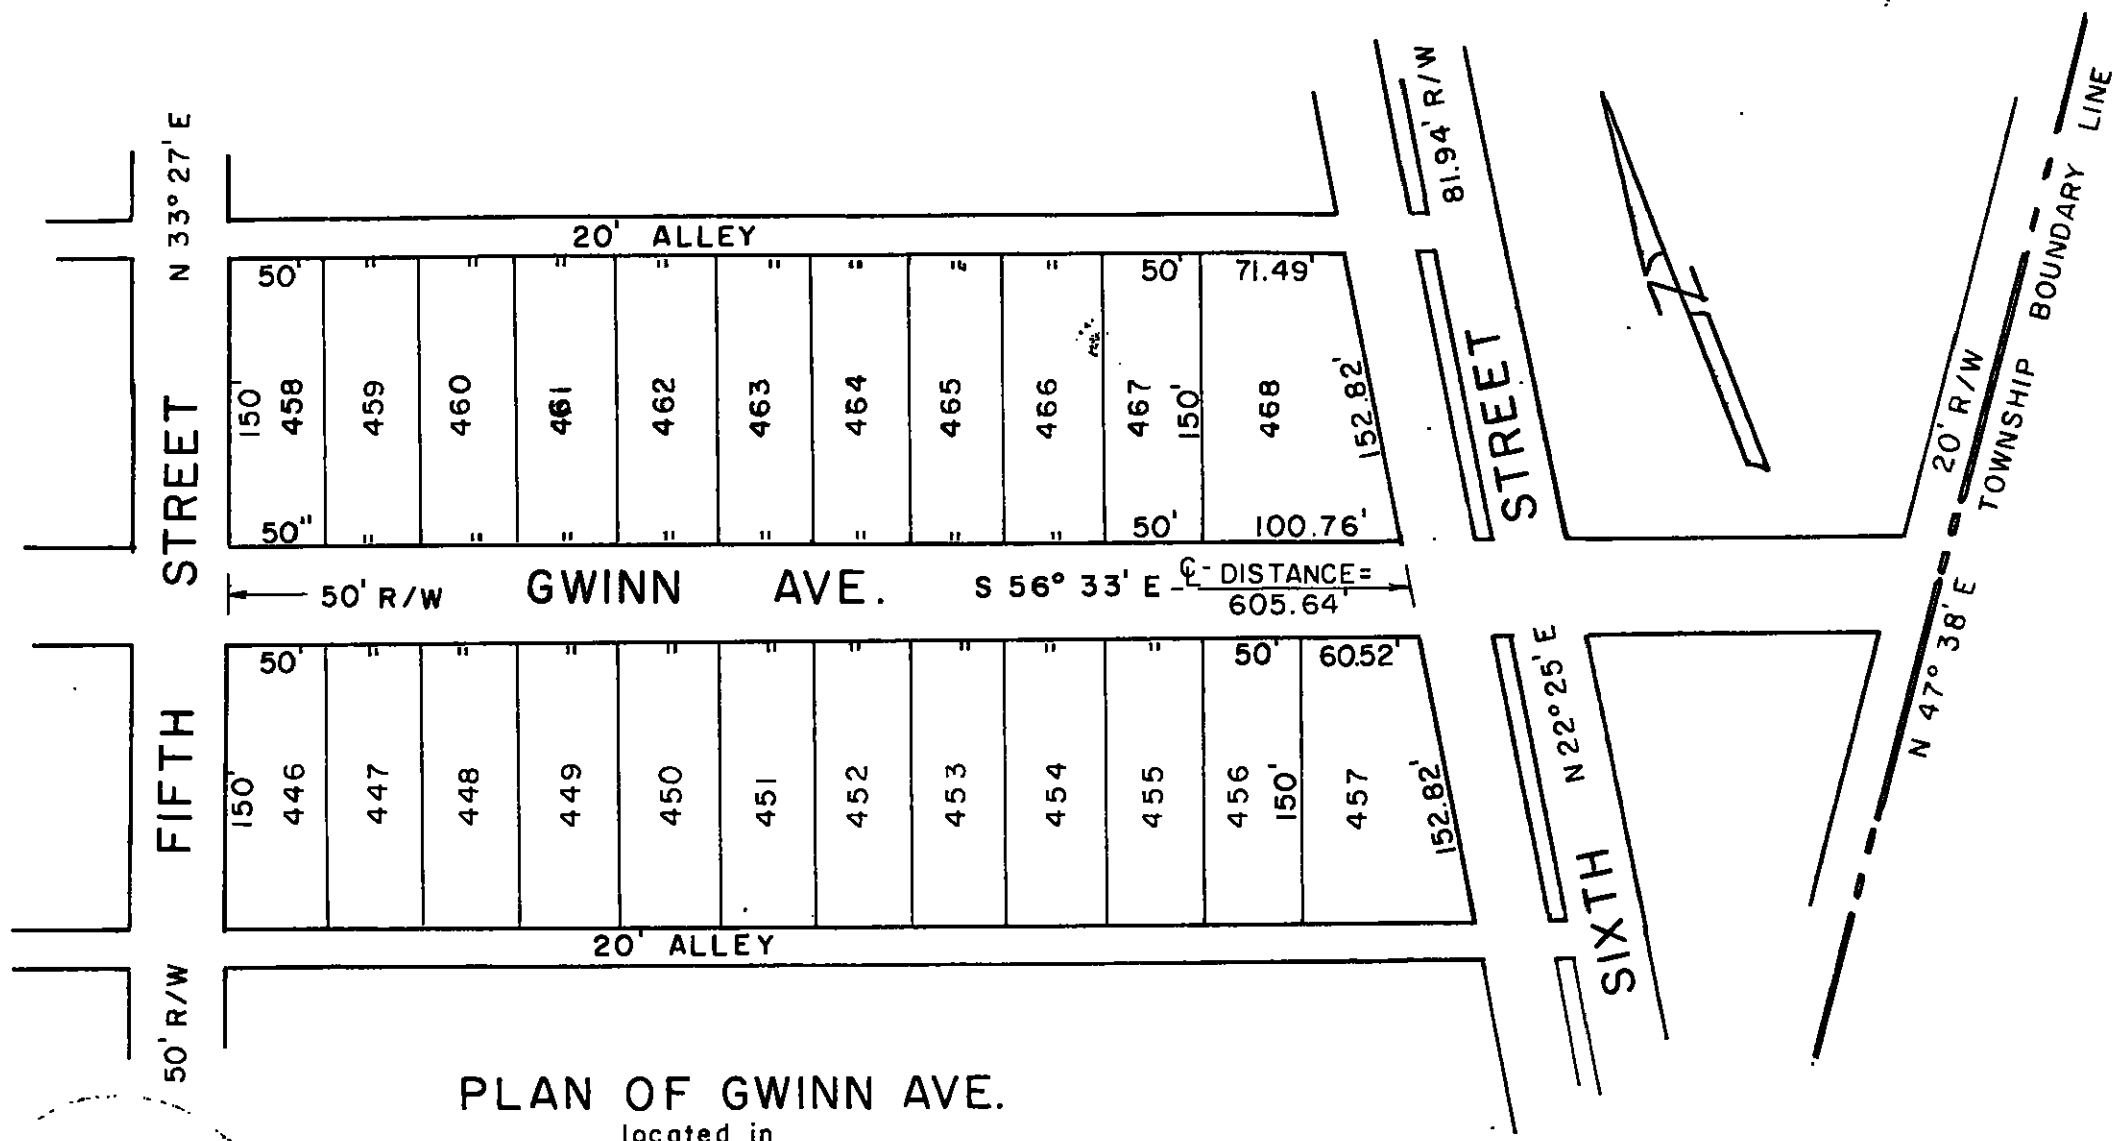 N 33° 27' E
81.94' R/W
TOWNSHIP BOUNDARY LINE
20' ALLEY
50' " " " " " " " " 50' 71.49'
N
150' 458 459 460 461 462 463 464 465 466 467 150' 468 152.82'
STREET
STREET
20' R/W
50" " " " " " " " " 50' 100.76'
50' R/W GWINN AVE. S 56° 33' E ℄ - DISTANCE=
605.64'
N 47° 38' E
50' " " " " " " " " " 50' 60.52'
N 22° 25' E
FIFTH
150' 446 447 448 449 450 451 452 453 454 455 456 150' 457 152.82'
SIXTH
20' ALLEY
50' R/W
PLAN OF GWINN AVE.
located in